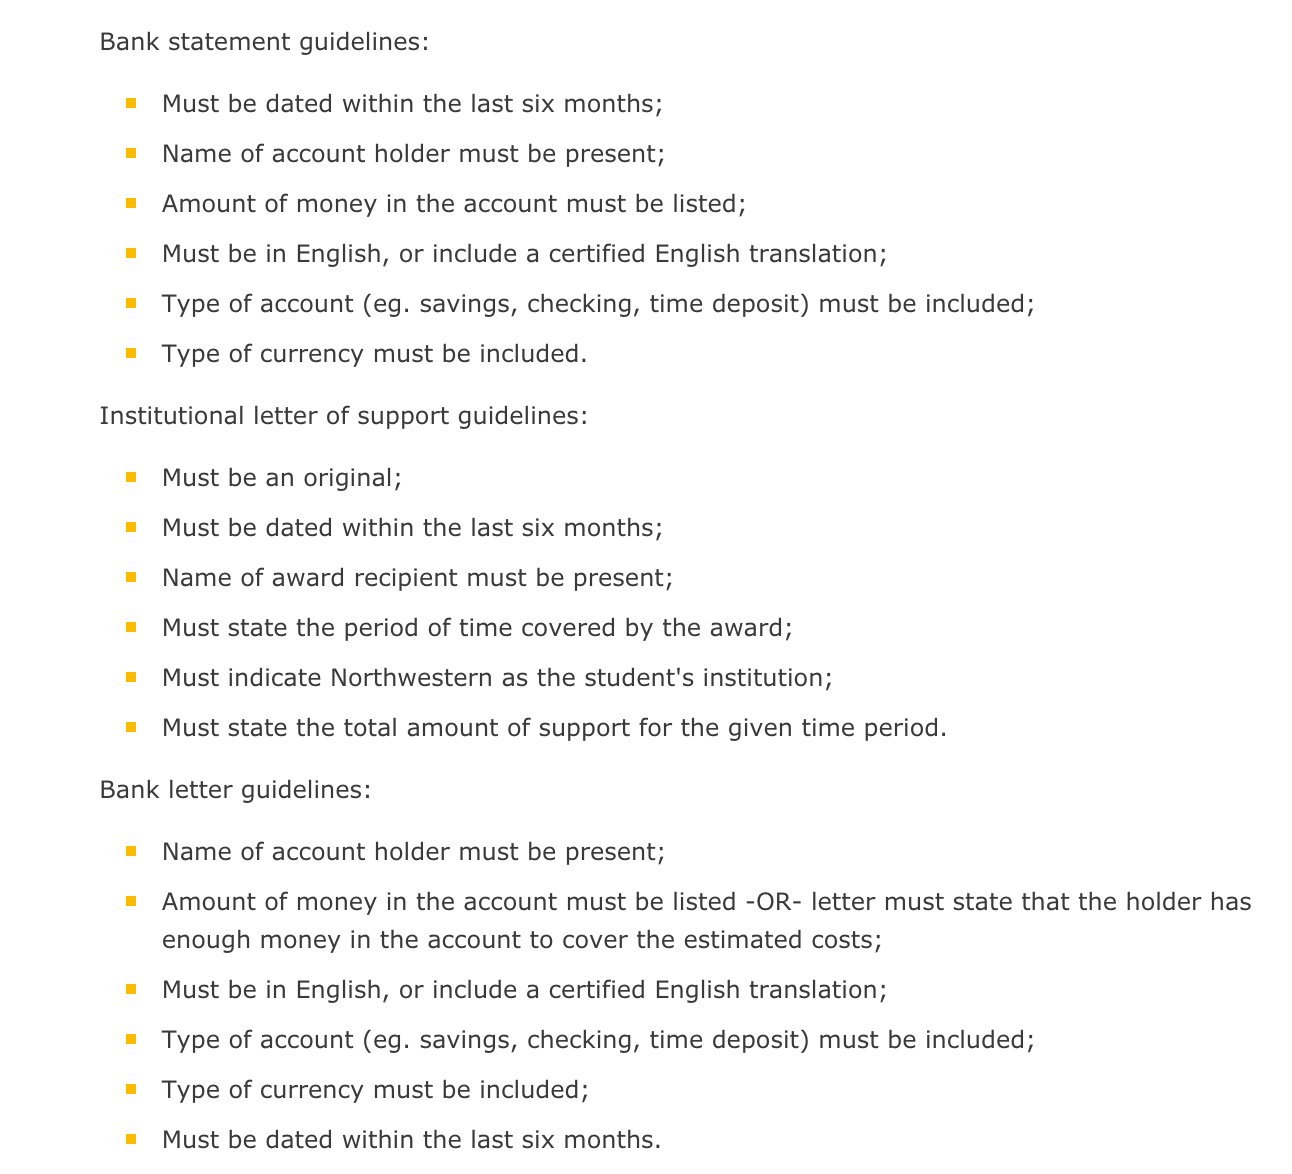 Bank statement guidelines:
Must be dated within the last six months;
Name of account holder must be present;
Amount of money in the account must be listed;
Must be in English, or include a certified English translation;
Type of account (eg. savings, checking, time deposit) must be included;
Type of currency must be included.
Institutional letter of support guidelines:
Must be an original;
Must be dated within the last six months;
Name of award recipient must be present;
Must state the period of time covered by the award;
Must indicate Northwestern as the student's institution;
Must state the total amount of support for the given time period.
Bank letter guidelines:
Name of account holder must be present;
Amount of money in the account must be listed -OR- letter must state that the holder has
enough money in the account to cover the estimated costs;
Must be in English, or include a certified English translation;
Type of account (eg. savings, checking, time deposit) must be included;
Type of currency must be included;
Must be dated within the last six months.